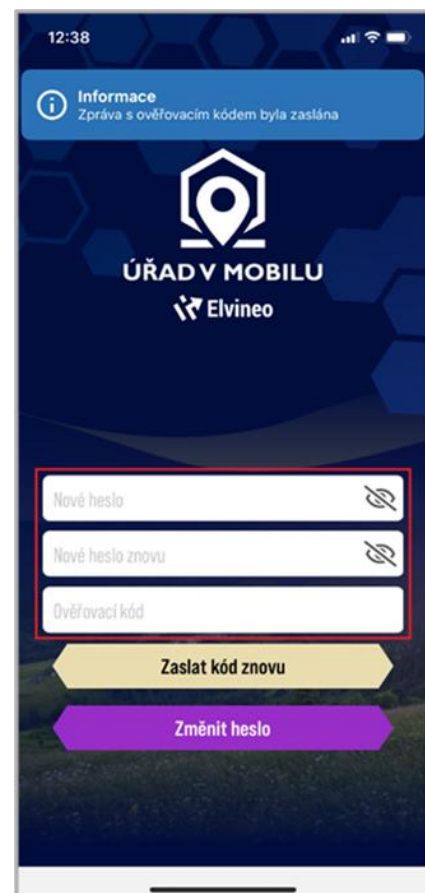 12:38
Informace
Zpráva s ověřovacím kódem byla zaslána
ÚŘAD V MOBILU
Elvineo
Nové heslo
Nové heslo znovu
Ověřovací kód
Zaslat kód znovu
Změnit heslo